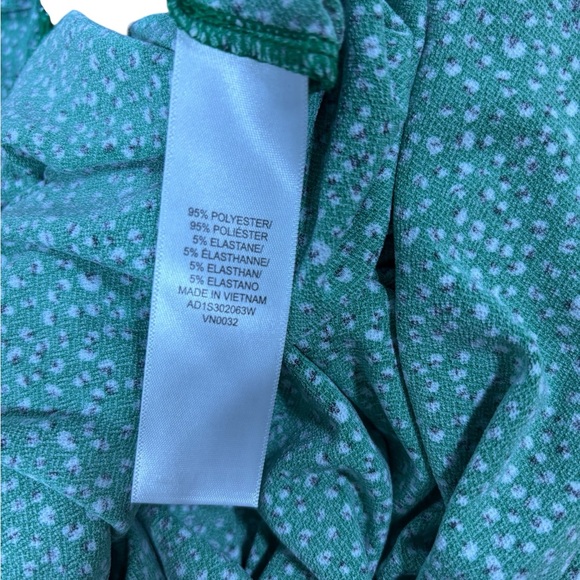 95% POLYESTER/
95% POLIÉSTER
5% ELASTANE/
5% ÉLASTHANNE/
5% ELASTHAN/
5% ELASTANO
MADE IN VIETNAM
AD1S302063W
VN0032